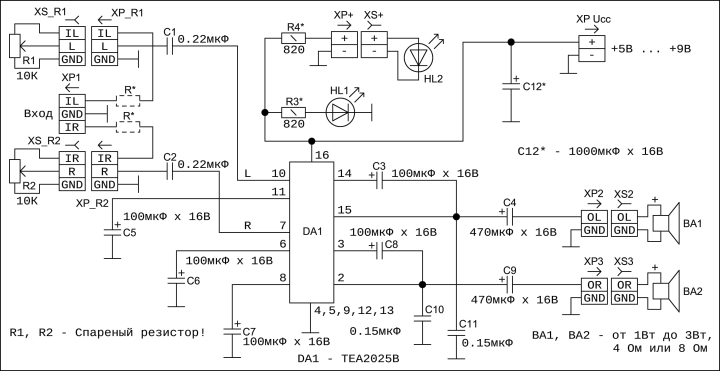 XS_R1 XP_R1 C1 0.22мкФ
IL IL
L L
GND GND
R1
10K
XP1
IL
GND
IR
Вход
R*
R*
XS_R2
IR IR
R R
GND GND
R2
10K
XP_R2
C2 0.22мкФ
R4*
820
XP+ XS+
+ +
- -
HL2
HL1
R3*
820
XP Ucc
+
-
+5В ... +9В
+
C12*
C12* - 1000мкФ x 16В
L 10
11
R 7
6
8
16
DA1
14
15
3
2
4,5,9,12,13
100мкФ x 16В
+ C5
100мкФ x 16В
+ C6
+ C7
100мкФ x 16В
C3
+ 100мкФ x 16В
100мкФ x 16В
+ C8
C4
+
470мкФ x 16В
C9
+
470мкФ x 16В
C10
0.15мкФ
C11
0.15мкФ
XP2 XS2
OL OL
GND GND
+
BA1
XP3 XS3
OR OR
GND GND
+
BA2
R1, R2 - Спареный резистор!
DA1 - TEA2025B
BA1, BA2 - от 1Вт до 3Вт,
4 Ом или 8 Ом